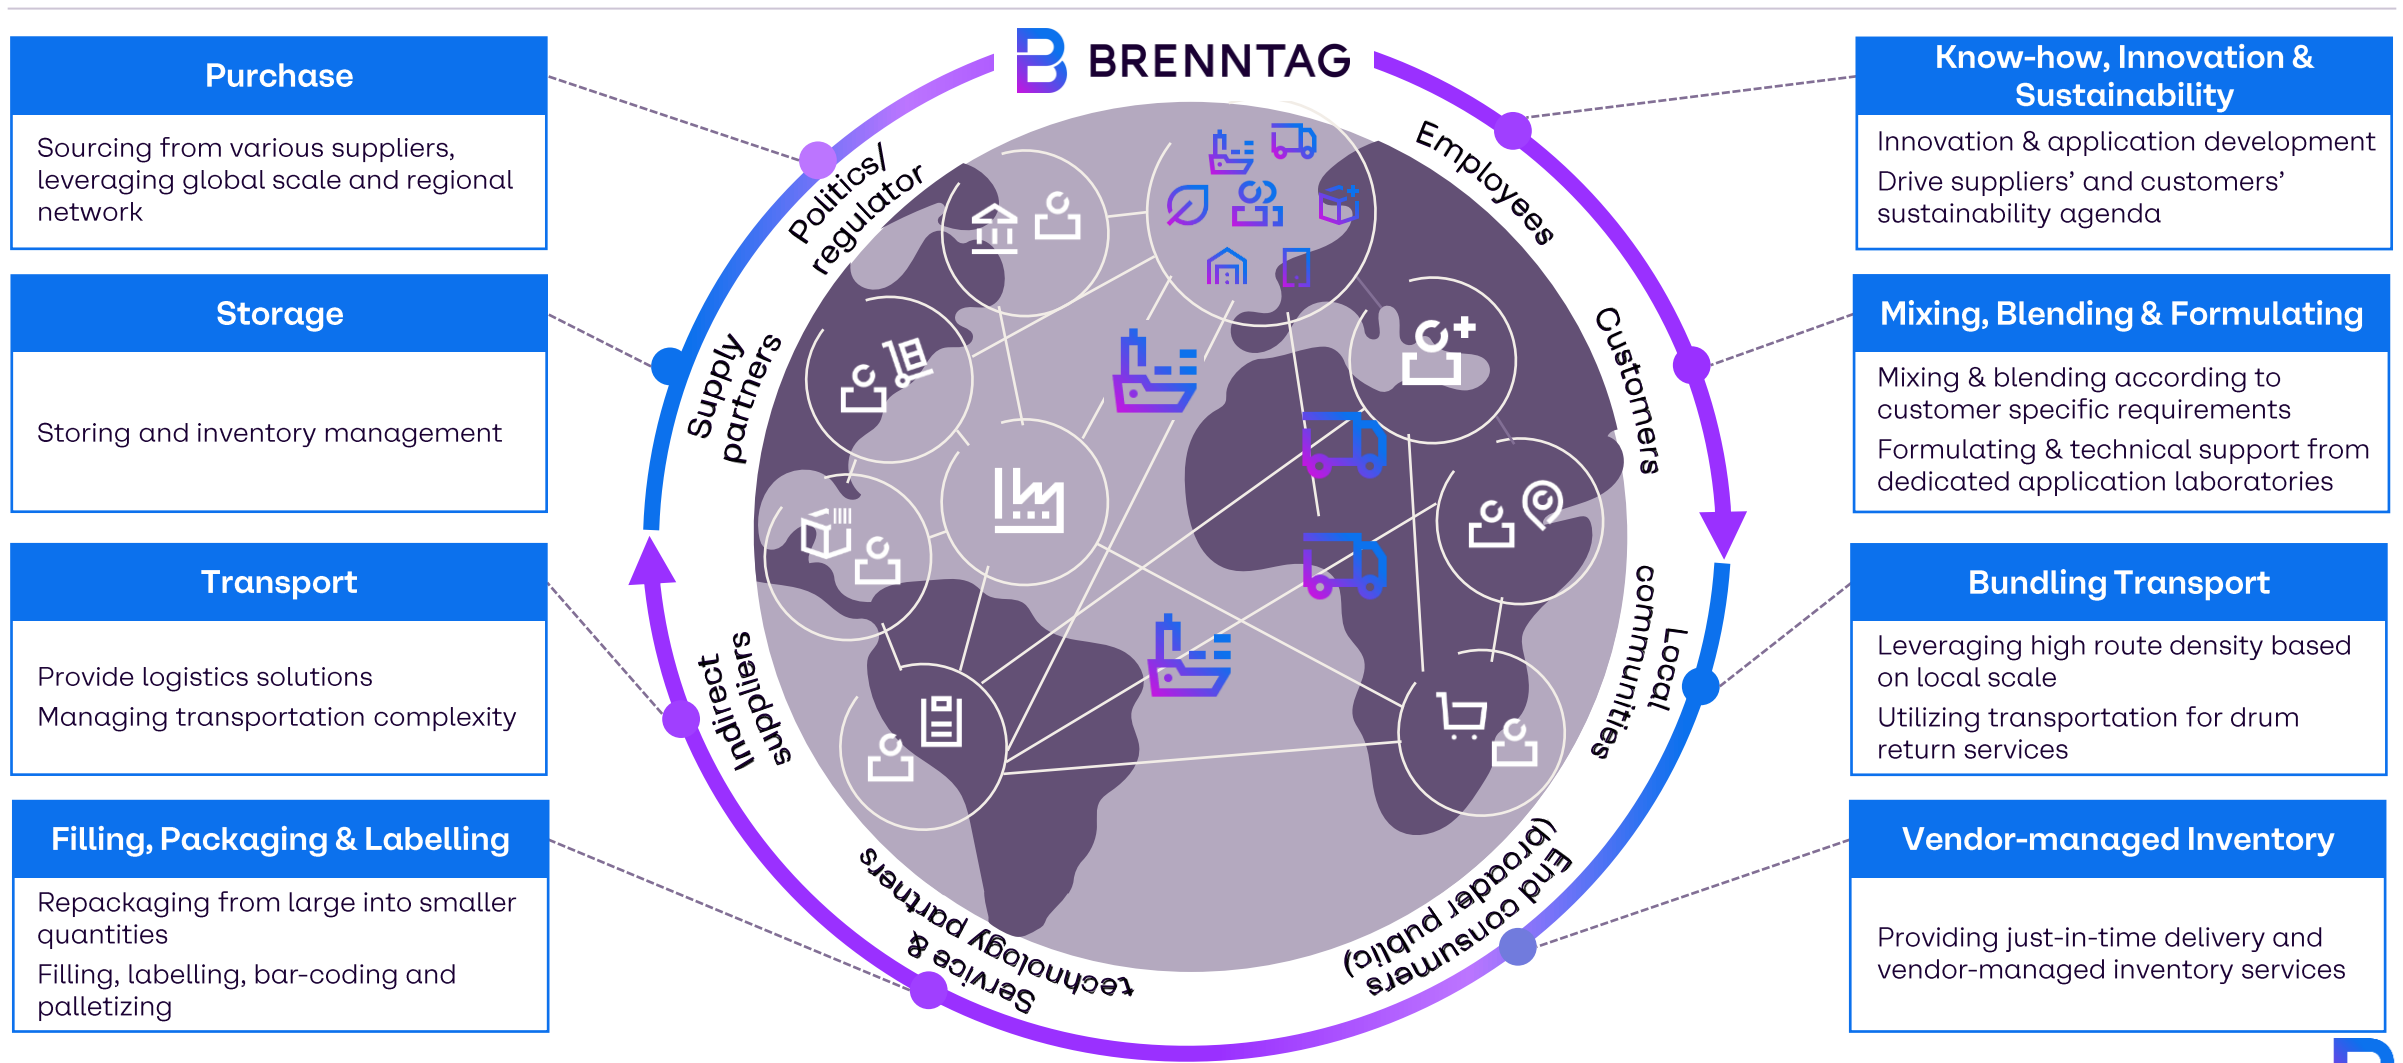 BRENNTAG
Purchase
Sourcing from various suppliers,
leveraging global scale and regional
network
Storage
Storing and inventory management
Transport
Provide logistics solutions
Managing transportation complexity
Filling, Packaging & Labelling
Repackaging from large into smaller
quantities
Filling, labelling, bar-coding and
palletizing
Politics/
regulator
Supply
partners
Indirect
suppliers
Service &
technology partners
Employees
Customers
Local
communities
End consumers
(broader public)
Know-how, Innovation &
Sustainability
Innovation & application development
Drive suppliers’ and customers’
sustainability agenda
Mixing, Blending & Formulating
Mixing & blending according to
customer specific requirements
Formulating & technical support from
dedicated application laboratories
Bundling Transport
Leveraging high route density based
on local scale
Utilizing transportation for drum
return services
Vendor-managed Inventory
Providing just-in-time delivery and
vendor-managed inventory services